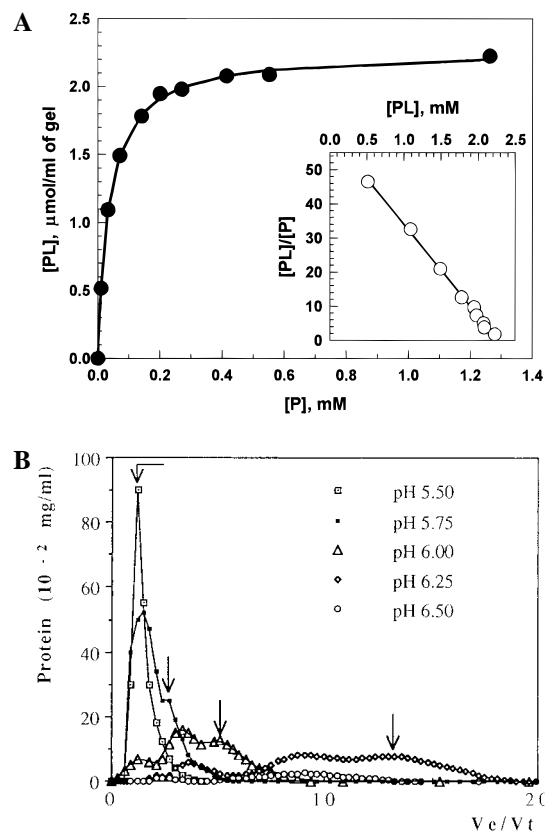 A
2.5
2.0
1.5
1.0
0.5
0.0
[PL], μmol/ml of gel
0.0 0.2 0.4 0.6 0.8 1.0 1.2 1.4
[P], mM
[PL], mM
0.0 0.5 1.0 1.5 2.0 2.5
50
40
30
20
10
0
[PL]/[P]
B
100
80
60
40
20
0
Protein (10 - 2 mg/ml)
pH 5.50
pH 5.75
pH 6.00
pH 6.25
pH 6.50
0 10 20
Ve/Vt